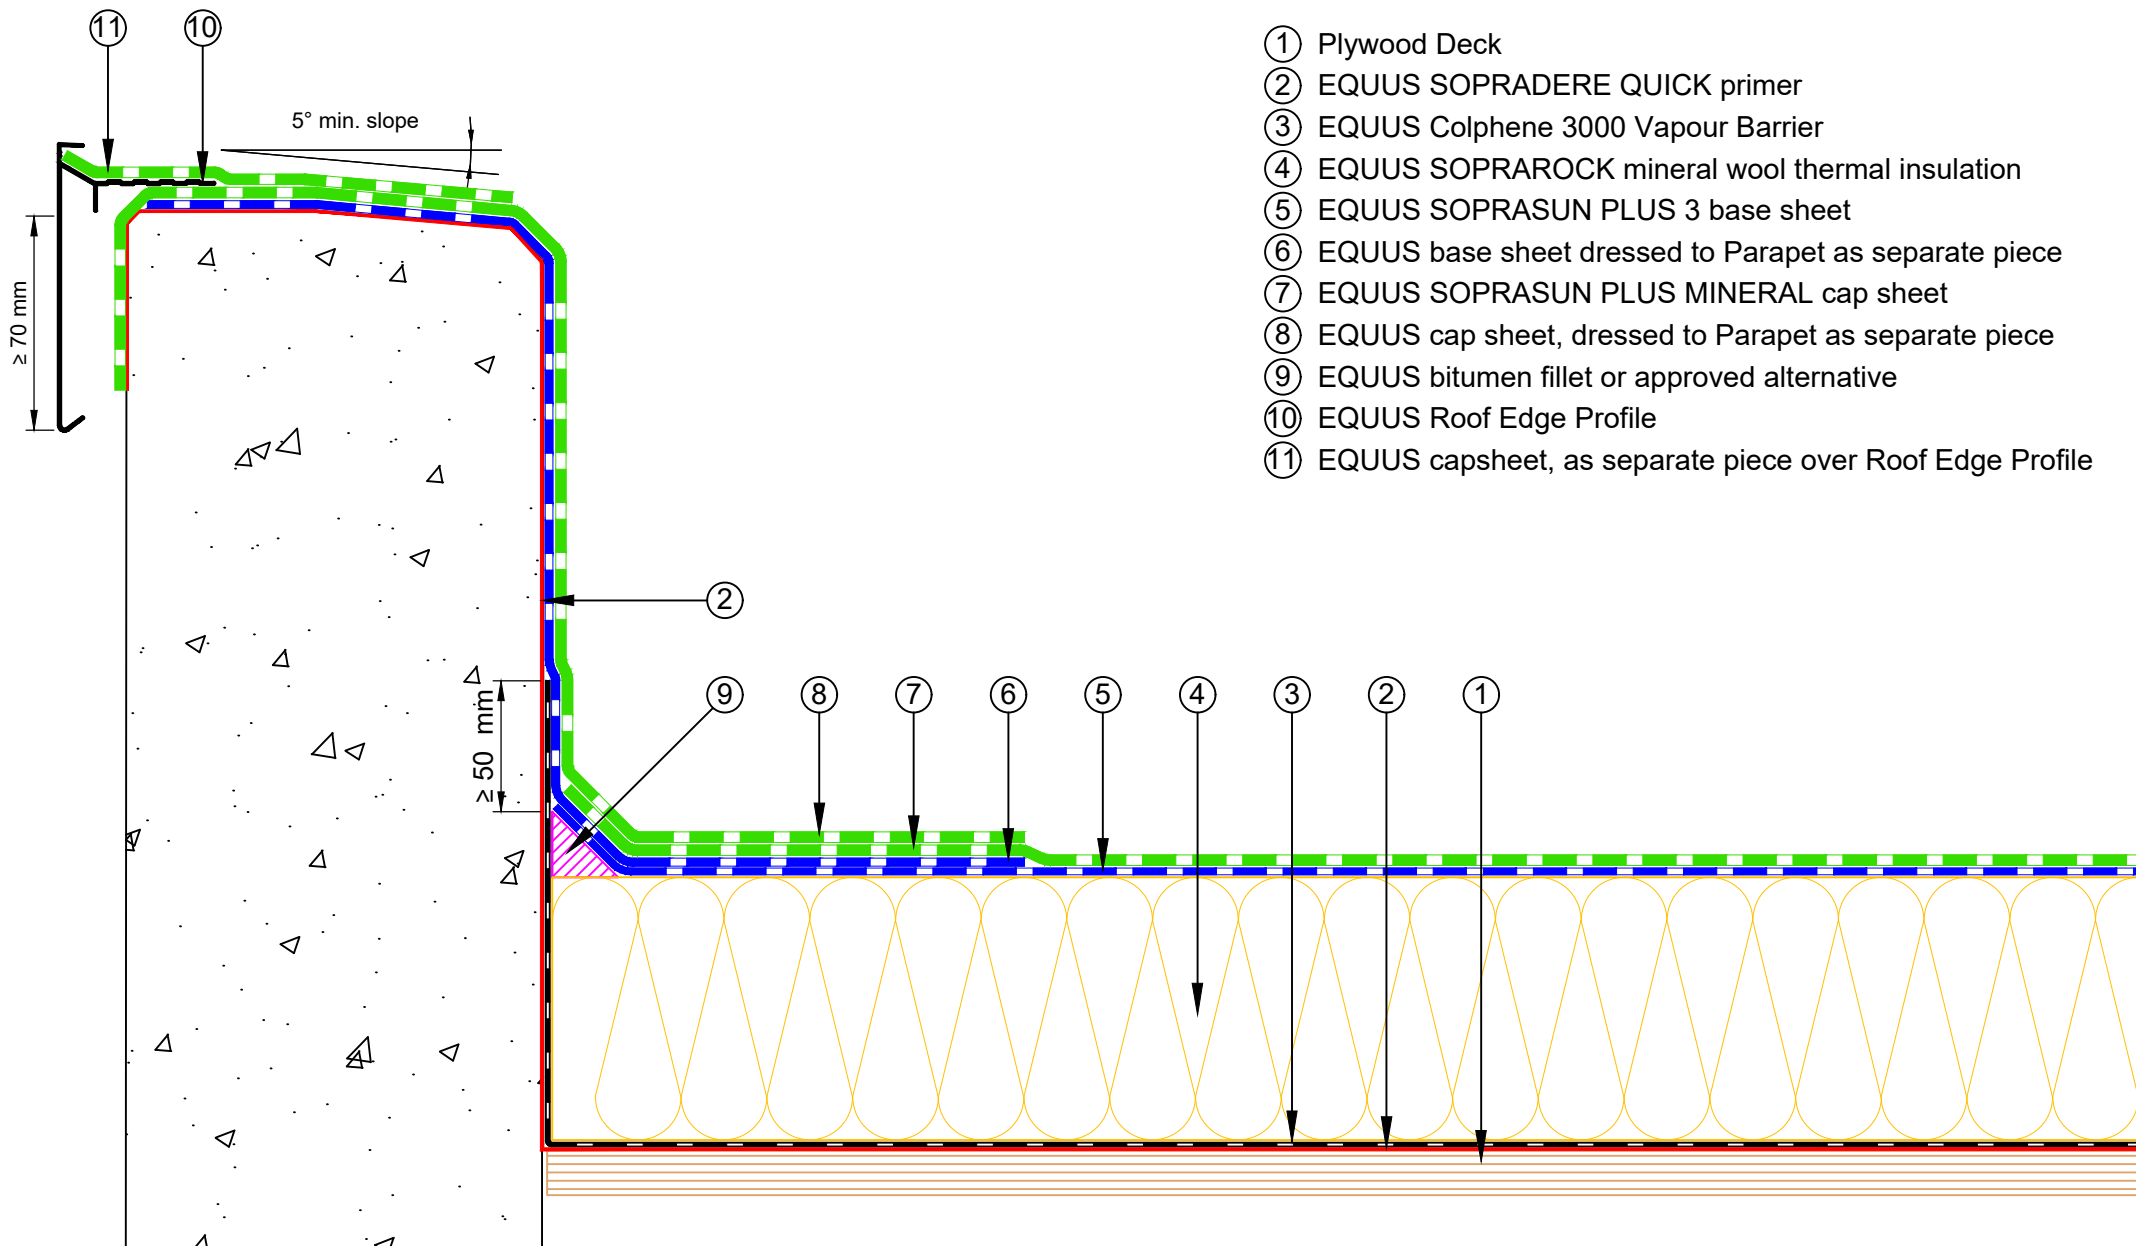 11 10
5° min. slope
≥ 70 mm
1 Plywood Deck
2 EQUUS SOPRADERE QUICK primer
3 EQUUS Colphene 3000 Vapour Barrier
4 EQUUS SOPRAROCK mineral wool thermal insulation
5 EQUUS SOPRASUN PLUS 3 base sheet
6 EQUUS base sheet dressed to Parapet as separate piece
7 EQUUS SOPRASUN PLUS MINERAL cap sheet
8 EQUUS cap sheet, dressed to Parapet as separate piece
9 EQUUS bitumen fillet or approved alternative
10 EQUUS Roof Edge Profile
11 EQUUS capsheet, as separate piece over Roof Edge Profile
2
≥ 50 mm
9 8 7 6 5 4 3 2 1